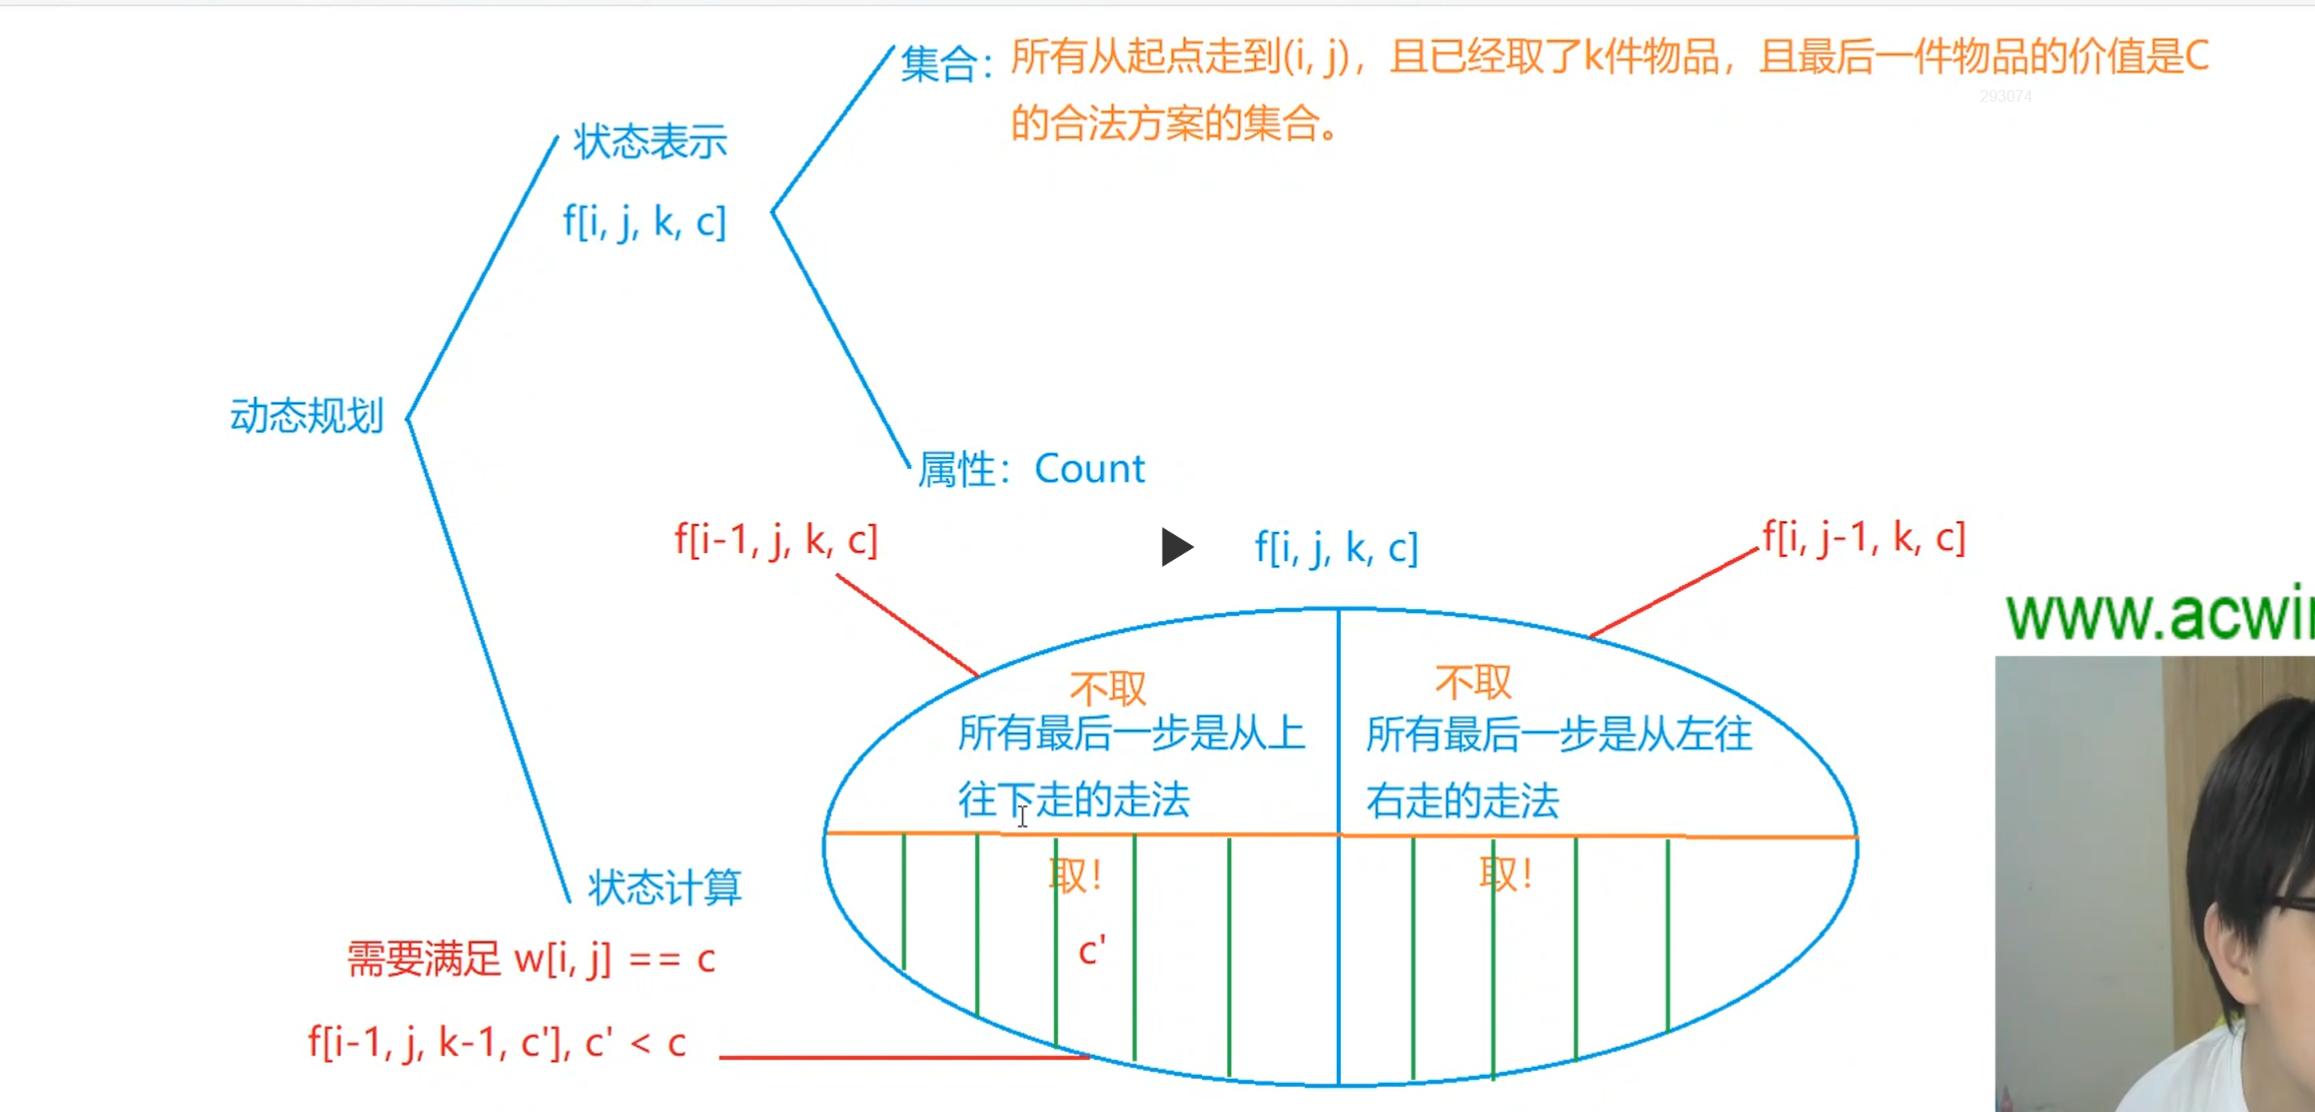 集合：所有从起点走到(i, j)，且已经取了k件物品，且最后一件物品的价值是C
的合法方案的集合。
293074
状态表示
f[i, j, k, c]
动态规划
属性：Count
f[i-1, j, k, c]
f[i, j, k, c]
f[i, j-1, k, c]
www.acwin
不取
所有最后一步是从上
往下走的走法
不取
所有最后一步是从左往
右走的走法
取！
c'
取！
状态计算
需要满足 w[i, j] == c
f[i-1, j, k-1, c'], c' < c